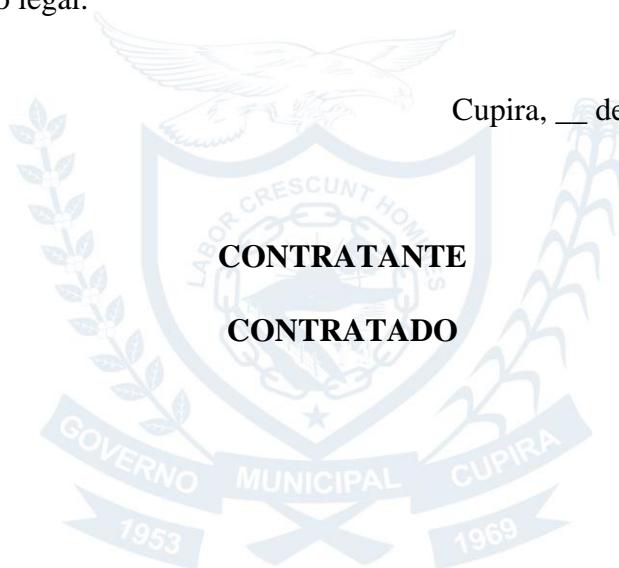 o legal.
Cupira, __ de
LABOR CRESCUNT HOMINES
CONTRATANTE
CONTRATADO
GOVERNO MUNICIPAL CUPIRA
1953 1969